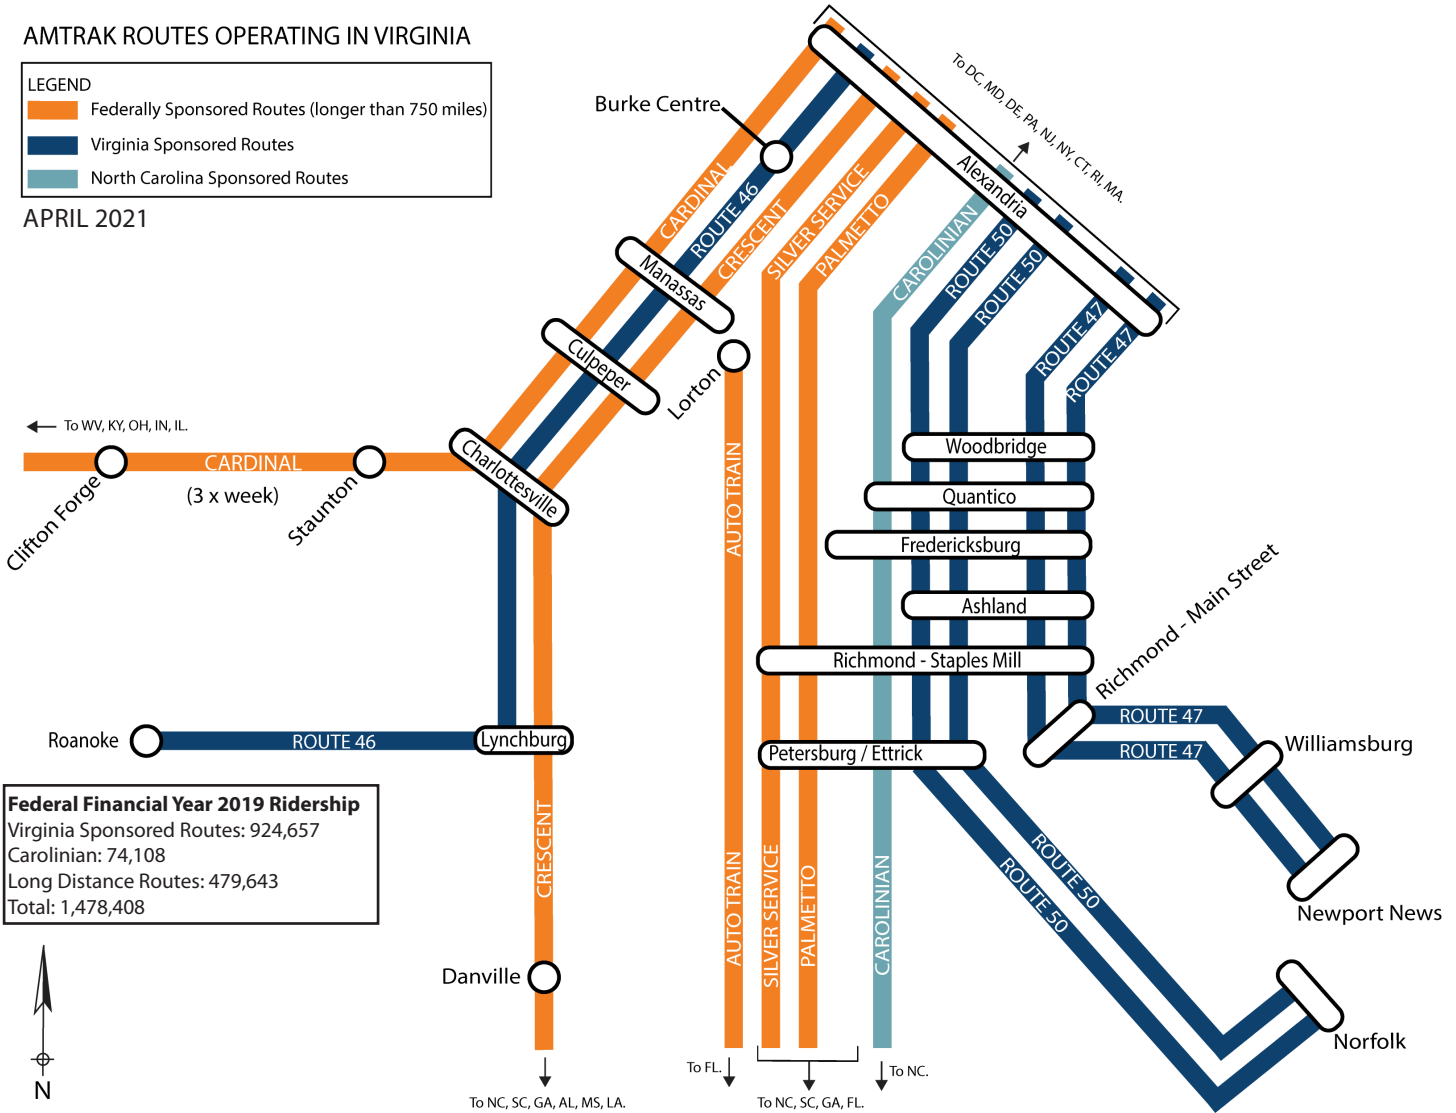 AMTRAK ROUTES OPERATING IN VIRGINIA
LEGEND
Federally Sponsored Routes (longer than 750 miles)
Virginia Sponsored Routes
North Carolina Sponsored Routes
APRIL 2021
Burke Centre
To DC, MD, DE, PA, NJ, NY, CT, RI, MA.
Alexandria
CARDINAL
ROUTE 46
CRESCENT
SILVER SERVICE
PALMETTO
CAROLINIAN
ROUTE 50
ROUTE 50
ROUTE 47
ROUTE 47
Manassas
Culpeper
Lorton
Charlottesville
To WV, KY, OH, IN, IL.
CARDINAL
(3 x week)
Clifton Forge
Staunton
AUTO TRAIN
Woodbridge
Quantico
Fredericksburg
Ashland
Richmond - Staples Mill
Richmond - Main Street
ROUTE 47
ROUTE 47
Williamsburg
Newport News
Roanoke
ROUTE 46
Lynchburg
Petersburg / Ettrick
Federal Financial Year 2019 Ridership
Virginia Sponsored Routes: 924,657
Carolinian: 74,108
Long Distance Routes: 479,643
Total: 1,478,408
CRESCENT
AUTO TRAIN
SILVER SERVICE
PALMETTO
CAROLINIAN
ROUTE 50
ROUTE 50
Danville
Norfolk
N
To NC, SC, GA, AL, MS, LA.
To FL.
To NC, SC, GA, FL.
To NC.